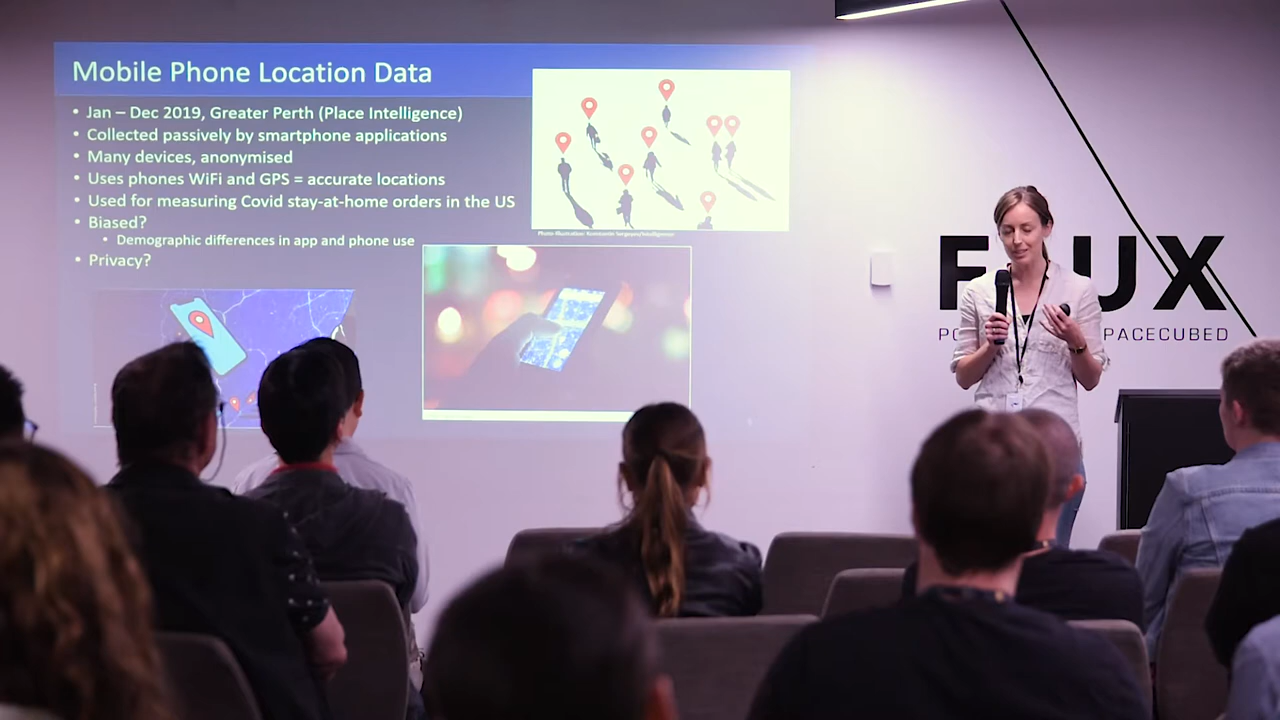 Mobile Phone Location Data
• Jan – Dec 2019, Greater Perth (Place Intelligence)
• Collected passively by smartphone applications
• Many devices, anonymised
• Uses phones WiFi and GPS = accurate locations
• Used for measuring Covid stay-at-home orders in the US
• Biased?
• Demographic differences in app and phone use
• Privacy?
F UX
PACECUBED